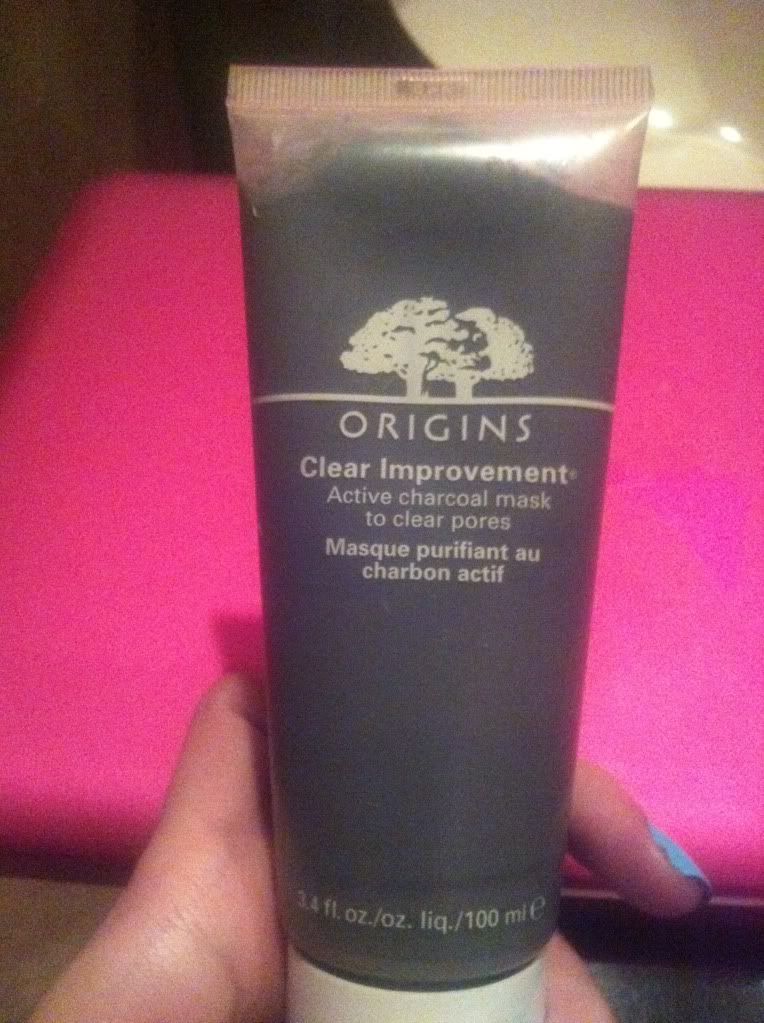 ORIGINS
Clear Improvement®
Active charcoal mask
to clear pores
Masque purifiant au
charbon actif
3.4 fl. oz./oz. liq./100 ml ℮